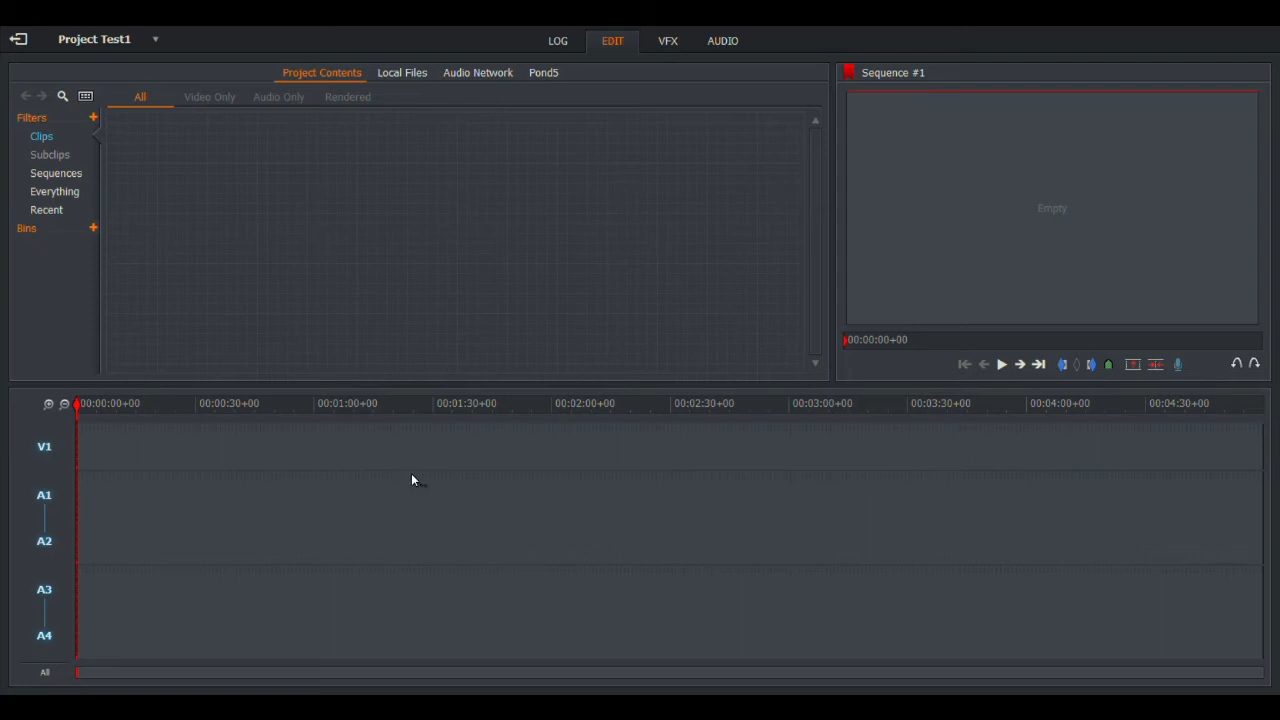 Project Test1
LOG EDIT VFX AUDIO
Project Contents Local Files Audio Network Pond5
Sequence #1
All Video Only Audio Only Rendered
Filters +
Clips
Subclips
Sequences
Everything
Recent
Bins +
Empty
00:00:00+00
00:00:00+00 00:00:30+00 00:01:00+00 00:01:30+00 00:02:00+00 00:02:30+00 00:03:00+00 00:03:30+00 00:04:00+00 00:04:30+00
V1
A1
A2
A3
A4
All